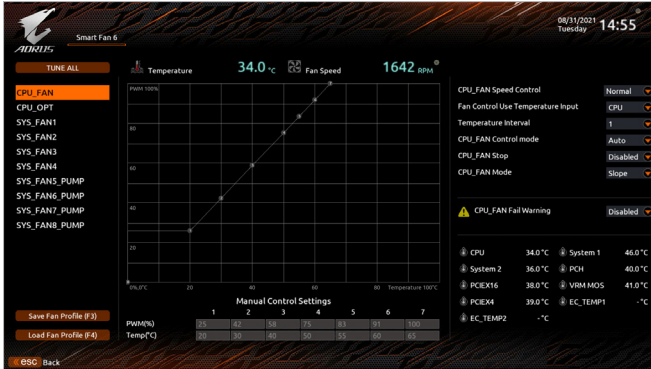 AORUS
Smart Fan 6
08/31/2021 Tuesday 14:55
TUNE ALL
Temperature 34.0 °C Fan Speed 1642 RPM
CPU_FAN
CPU_OPT
SYS_FAN1
SYS_FAN2
SYS_FAN3
SYS_FAN4
SYS_FAN5_PUMP
SYS_FAN6_PUMP
SYS_FAN7_PUMP
SYS_FAN8_PUMP
Save Fan Profile (F3)
Load Fan Profile (F4)
PWM 100%
80
60
40
20
0%,0°C 20 40 60 80 Temperature 100°C
Manual Control Settings
1 2 3 4 5 6 7
PWM(%) 25 42 58 75 83 91 100
Temp(°C) 20 30 40 50 55 60 65
CPU_FAN Speed Control Normal
Fan Control Use Temperature Input CPU
Temperature Interval 1
CPU_FAN Control mode Auto
CPU_FAN Stop Disabled
CPU_FAN Mode Slope
CPU_FAN Fail Warning Disabled
CPU 34.0°C System 1 46.0°C
System 2 36.0°C PCH 40.0°C
PCIEX16 38.0°C VRM MOS 41.0°C
PCIEX4 39.0°C EC_TEMP1 -°C
EC_TEMP2 -°C
esc Back